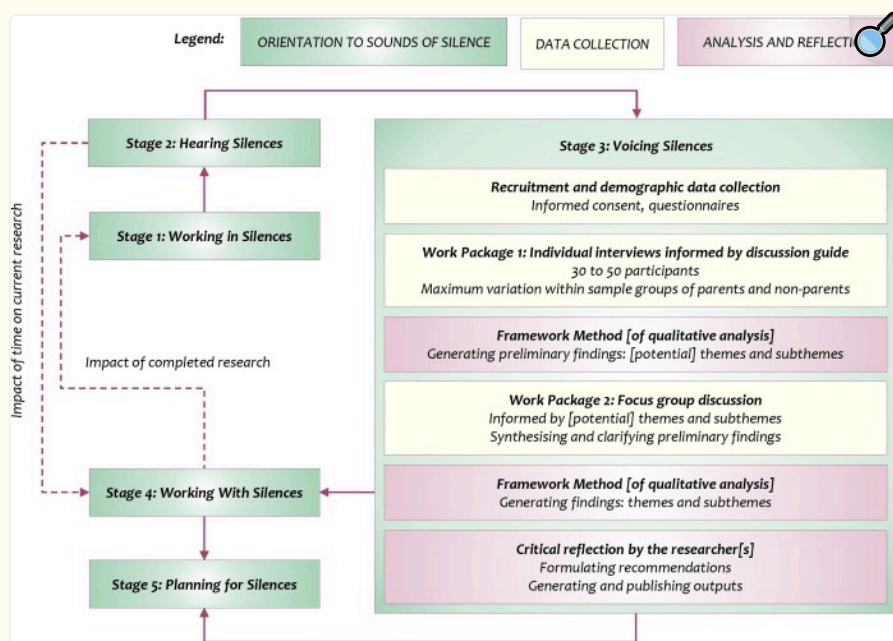 Legend:
ORIENTATION TO SOUNDS OF SILENCE
DATA COLLECTION
ANALYSIS AND
Stage 2: Hearing Silences
Stage 1: Working in Silences
Impact of time on current research
Impact of completed research
Stage 4: Working With Silences
Stage 5: Planning for Silences
Stage 3: Voicing Silences
Recruitment and demographic data collection
Informed consent, questionnaires
Work Package 1: Individual interviews informed by discussion guide
30 to 50 participants
Maximum variation within sample groups of parents and non-parents
Framework Method [of qualitative analysis]
Generating preliminary findings: [potential] themes and subthemes
Work Package 2: Focus group discussion
Informed by [potential] themes and subthemes
Synthesising and clarifying preliminary findings
Framework Method [of qualitative analysis]
Generating findings: themes and subthemes
Critical reflection by the researcher[s]
Formulating recommendations
Generating and publishing outputs